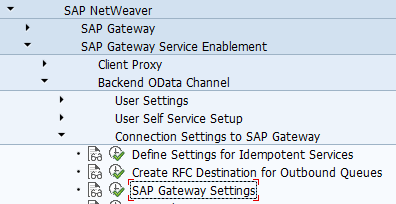 SAP NetWeaver
SAP Gateway
SAP Gateway Service Enablement
Client Proxy
Backend OData Channel
User Settings
User Self Service Setup
Connection Settings to SAP Gateway
Define Settings for Idempotent Services
Create RFC Destination for Outbound Queues
SAP Gateway Settings